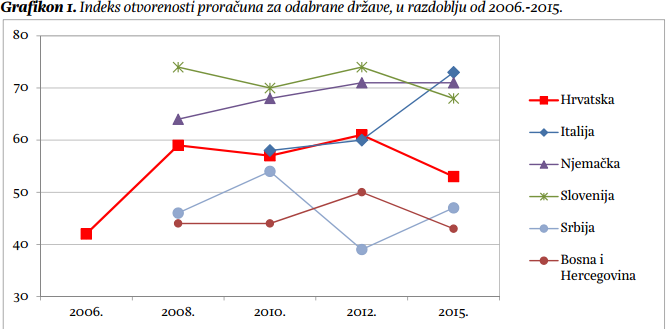 Grafikon 1. Indeks otvorenosti proračuna za odabrane države, u razdoblju od 2006.-2015.
80
70
60
50
40
30
2006.
2008.
2010.
2012.
2015.
Hrvatska
Italija
Njemačka
Slovenija
Srbija
Bosna i
Hercegovina